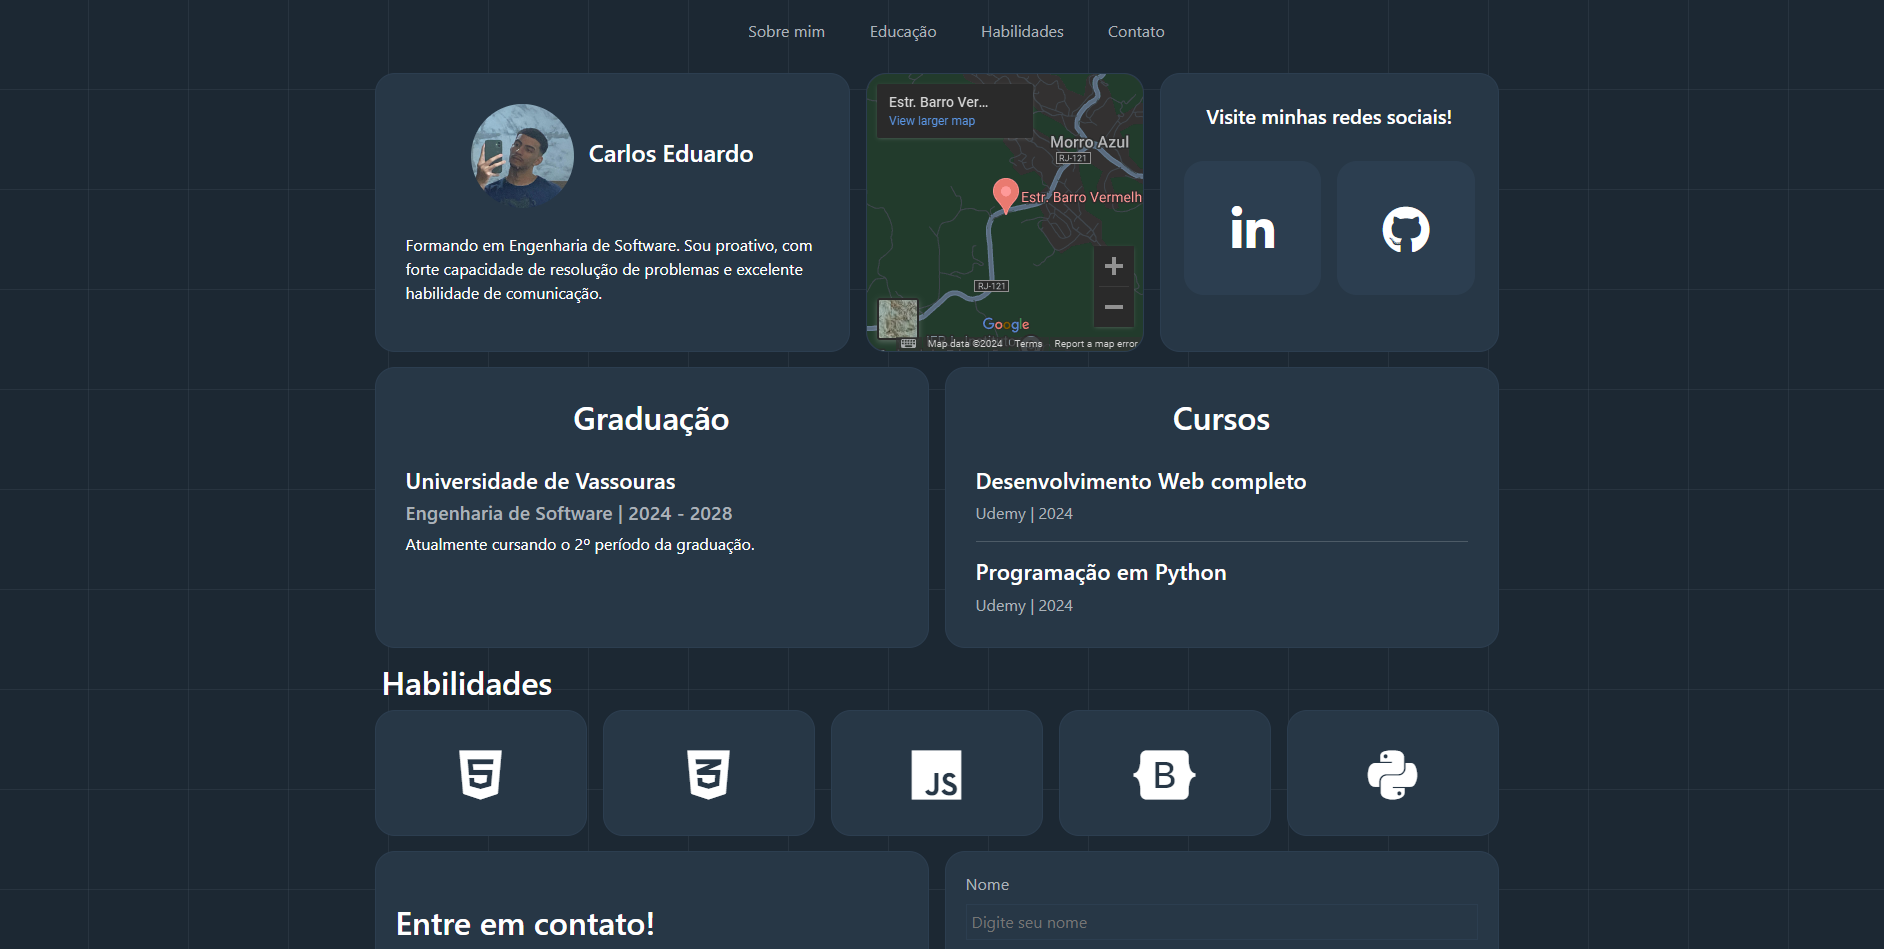 Sobre mim Educação Habilidades Contato
Carlos Eduardo
Formando em Engenharia de Software. Sou proativo, com
forte capacidade de resolução de problemas e excelente
habilidade de comunicação.
Estr. Barro Ver...
View larger map
Morro Azul
RJ-121
Estr. Barro Vermelh
RJ-121
Google
Map data ©2024 Terms Report a map error
Visite minhas redes sociais!
in
Graduação
Universidade de Vassouras
Engenharia de Software | 2024 - 2028
Atualmente cursando o 2º período da graduação.
Cursos
Desenvolvimento Web completo
Udemy | 2024
Programação em Python
Udemy | 2024
Habilidades
5
3
JS
B
Entre em contato!
Nome
Digite seu nome